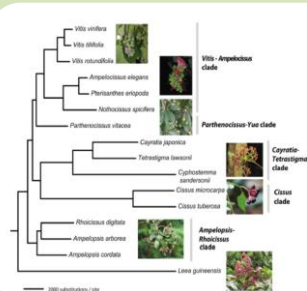 Vitis vinifera
Vitis tiliifolia
Vitis rotundifolia
Vitis - Ampelocissus
clade
Ampelocissus elegans
Pterisanthes eriopoda
Nothocissus spicifera
Parthenocissus vitacea
Parthenocissus-Yua clade
Cayratia japonica
Tetrastigma lawsonii
Cayratia-
Tetrastigma
clade
Cyphostemma
sandersonii
Cissus microcarpa
Cissus
clade
Cissus tuberosa
Rhoicissus digitata
Ampelopsis-
Rhoicissus
clade
Ampelopsis arborea
Ampelopsis cordata
Leea guineensis
substitutions / site